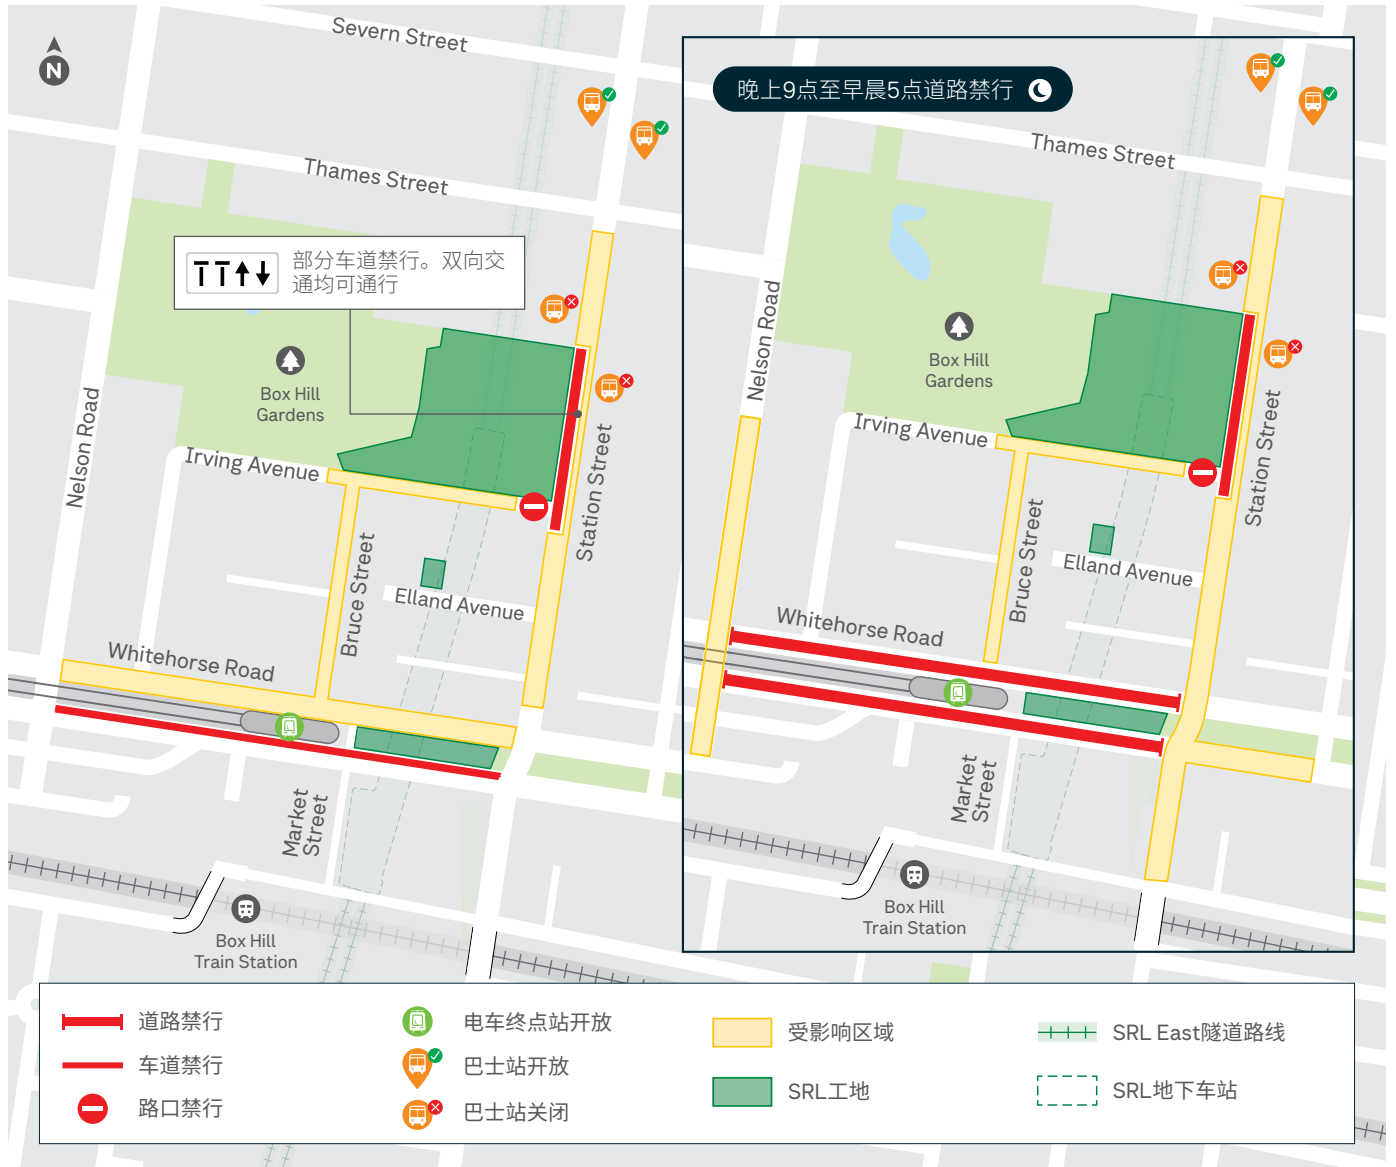 Severn Street
N
Thames Street
部分车道禁行。双向交
通均可通行
Box Hill
Gardens
Nelson Road
Irving Avenue
Station Street
Bruce Street
Elland Avenue
Whitehorse Road
Market
Street
Box Hill
Train Station
晚上9点至早晨5点道路禁行
Thames Street
Nelson Road
Box Hill
Gardens
Irving Avenue
Station Street
Bruce Street
Elland Avenue
Whitehorse Road
Market
Street
Box Hill
Train Station
道路禁行
车道禁行
路口禁行
电车终点站开放
巴士站开放
巴士站关闭
受影响区域
SRL工地
SRL East隧道路线
SRL地下车站